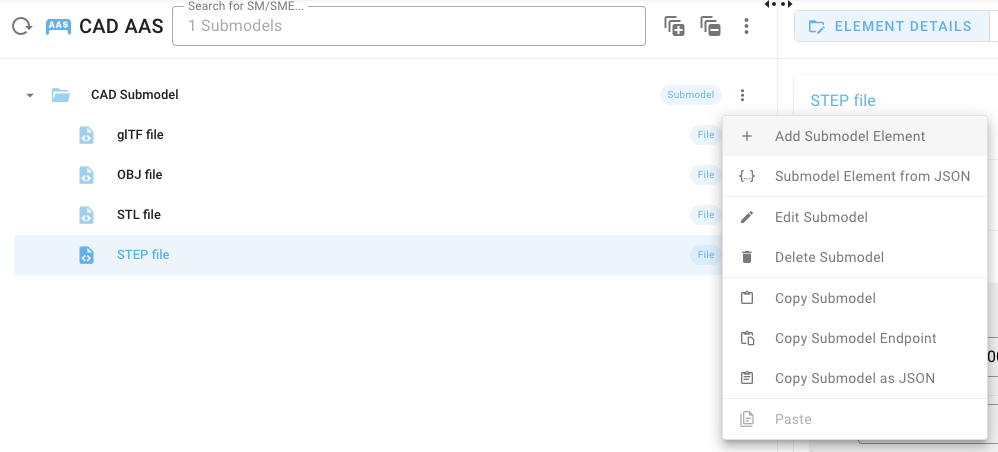 Search for SM/SME...
AAS CAD AAS
1 Submodels
ELEMENT DETAILS
CAD Submodel
Submodel
STEP file
glTF file
File
Add Submodel Element
OBJ file
File
{...} Submodel Element from JSON
STL file
File
Edit Submodel
STEP file
File
Delete Submodel
Copy Submodel
Copy Submodel Endpoint
Copy Submodel as JSON
Paste